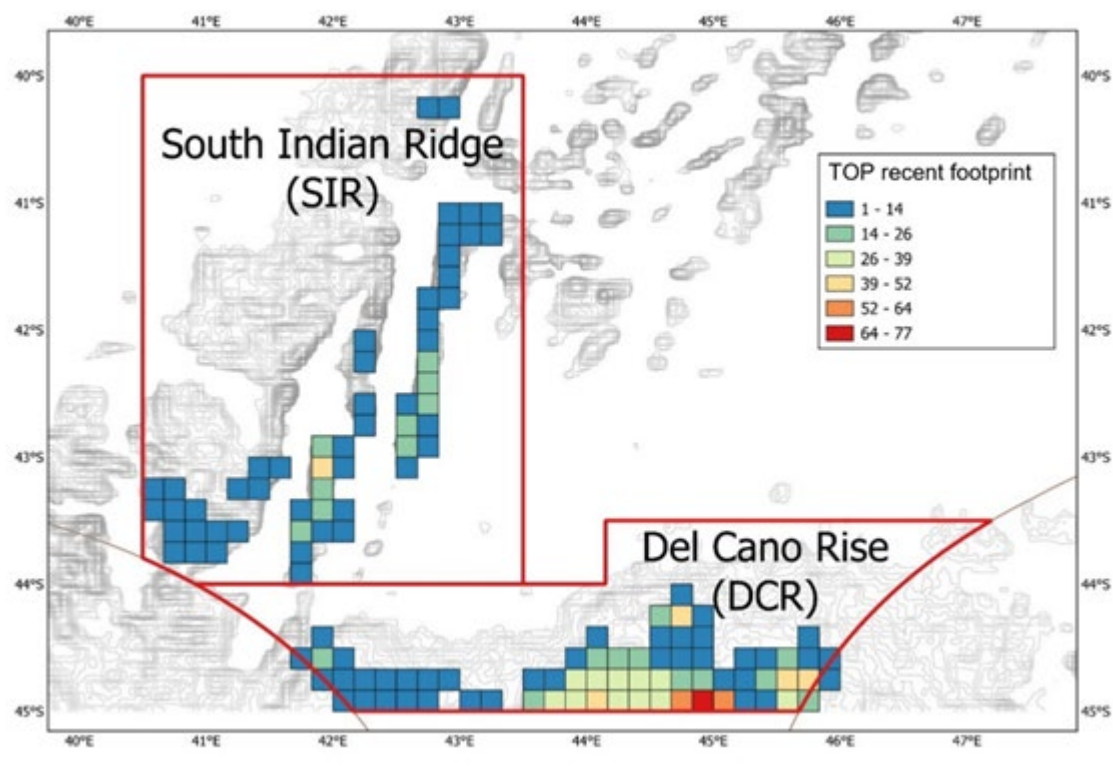 40°E 41°E 42°E 43°E 44°E 45°E 46°E 47°E
40°S 40°S
South Indian Ridge
(SIR)
TOP recent footprint
1 - 14
14 - 26
26 - 39
39 - 52
52 - 64
64 - 77
41°S 41°S
42°S 42°S
43°S 43°S
Del Cano Rise
(DCR)
44°S 44°S
45°S 45°S
40°E 41°E 42°E 43°E 44°E 45°E 46°E 47°E